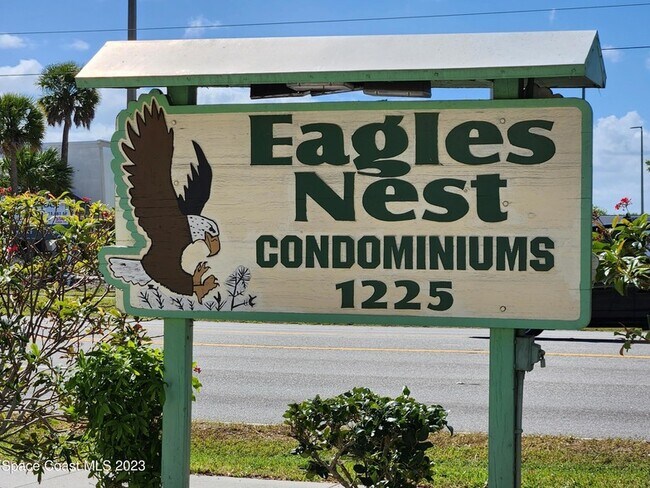 Eagles
Nest
CONDOMINIUMS
1225
Space Coast MLS 2023